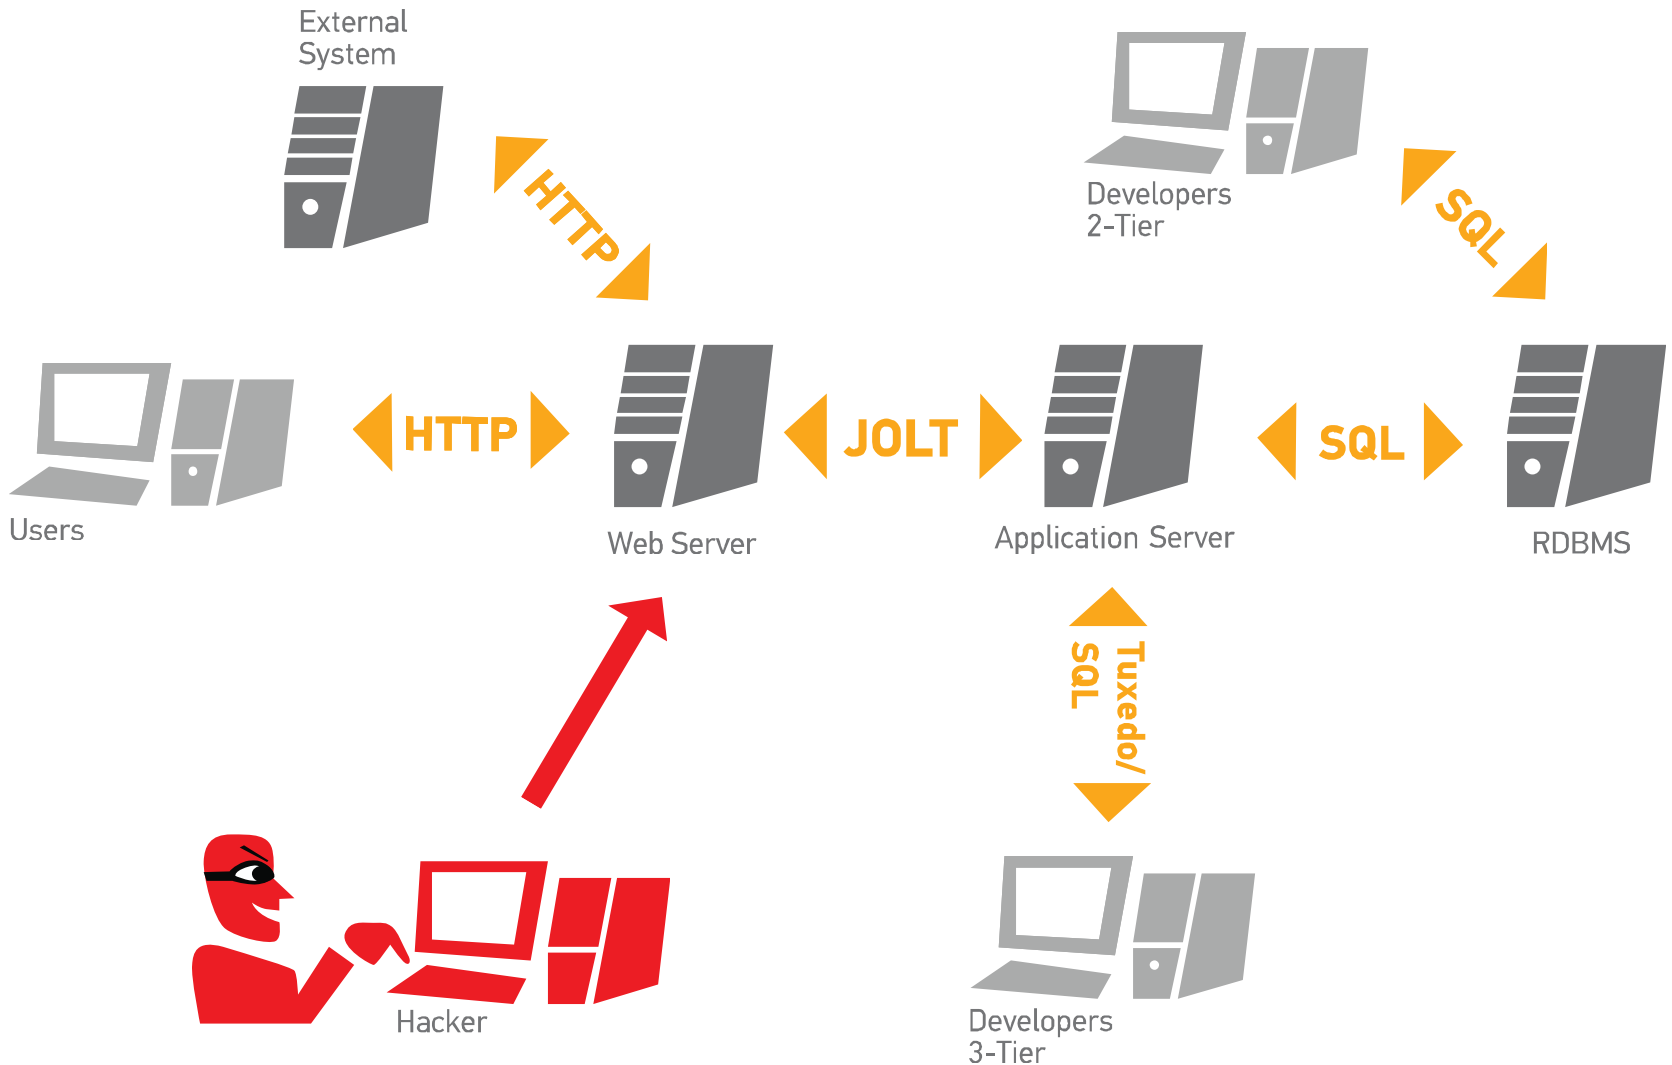 External
System
HTTP
Developers
2-Tier
SQL
Users
HTTP
Web Server
JOLT
Application Server
SQL
RDBMS
Tuxedo/
SQL
Hacker
Developers
3-Tier